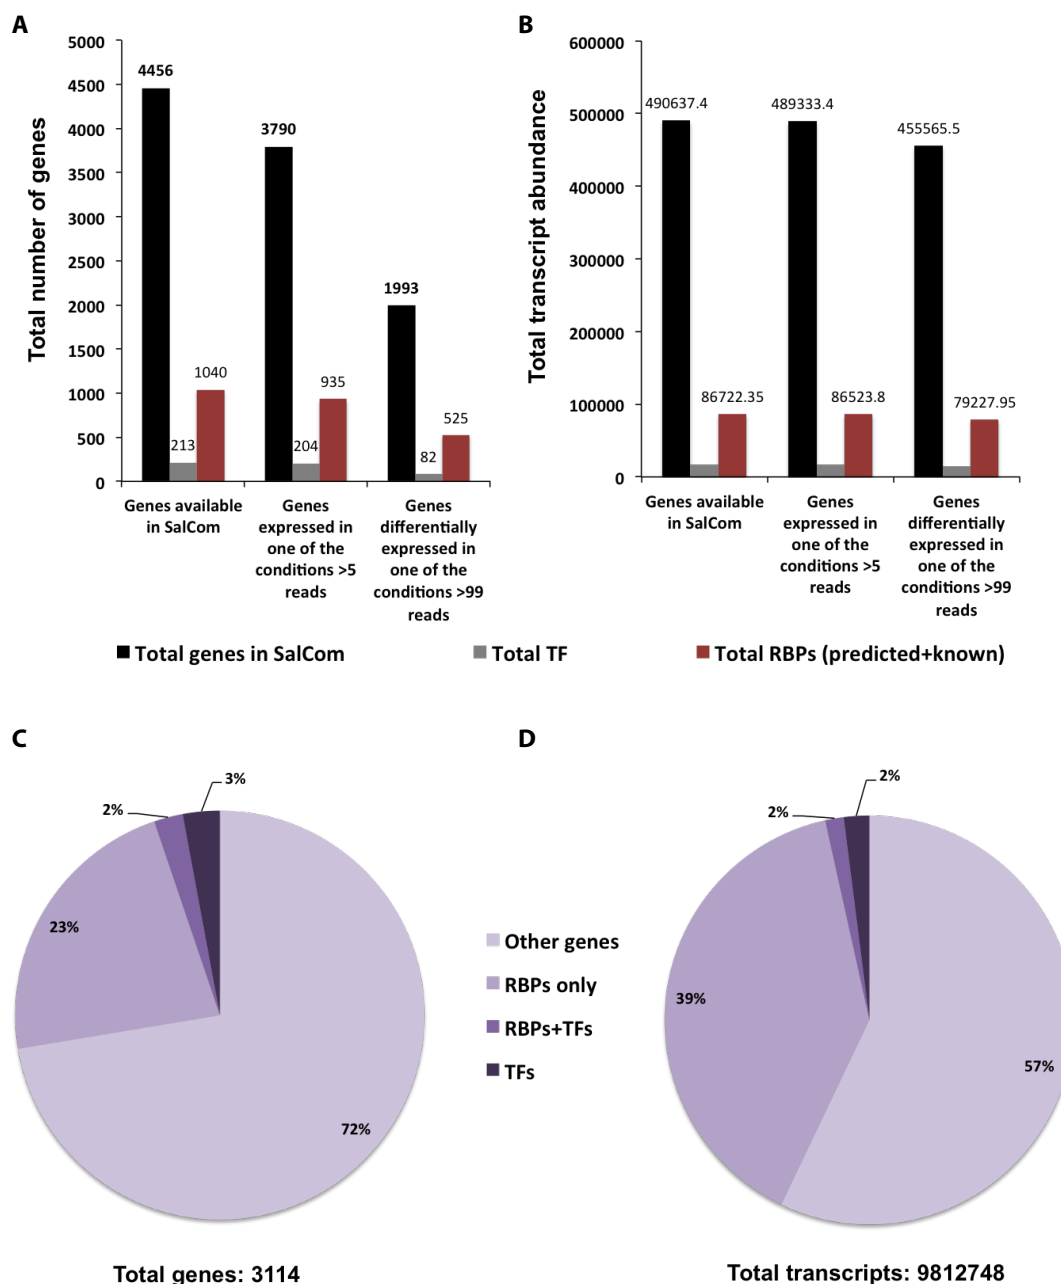 A
Total number of genes
5000
4500
4000
3500
3000
2500
2000
1500
1000
500
0
4456
213
1040
3790
204
935
1993
82
525
Genes available
in SalCom
Genes
expressed in
one of the
conditions >5
reads
Genes
differentially
expressed in
one of the
conditions >99
reads
B
Total transcript abundance
600000
500000
400000
300000
200000
100000
0
490637.4
86722.35
489333.4
86523.8
455565.5
79227.95
Genes available
in SalCom
Genes
expressed in
one of the
conditions >5
reads
Genes
differentially
expressed in
one of the
conditions >99
reads
Total genes in SalCom
Total TF
Total RBPs (predicted+known)
C
3%
2%
23%
72%
Total genes: 3114
Other genes
RBPs only
RBPs+TFs
TFs
D
2%
2%
39%
57%
Total transcripts: 9812748